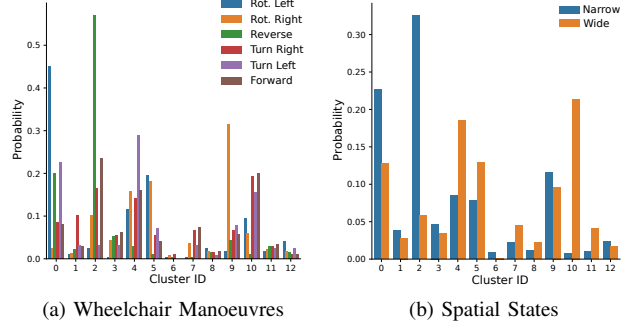 Rot. Left
Rot. Right
Reverse
Turn Right
Turn Left
Forward
0.5
0.4
0.3
0.2
0.1
0.0
Probability
0 1 2 3 4 5 6 7 8 9 10 11 12
Cluster ID
(a) Wheelchair Manoeuvres
Narrow
Wide
0.30
0.25
0.20
0.15
0.10
0.05
0.00
Probability
0 1 2 3 4 5 6 7 8 9 10 11 12
Cluster ID
(b) Spatial States